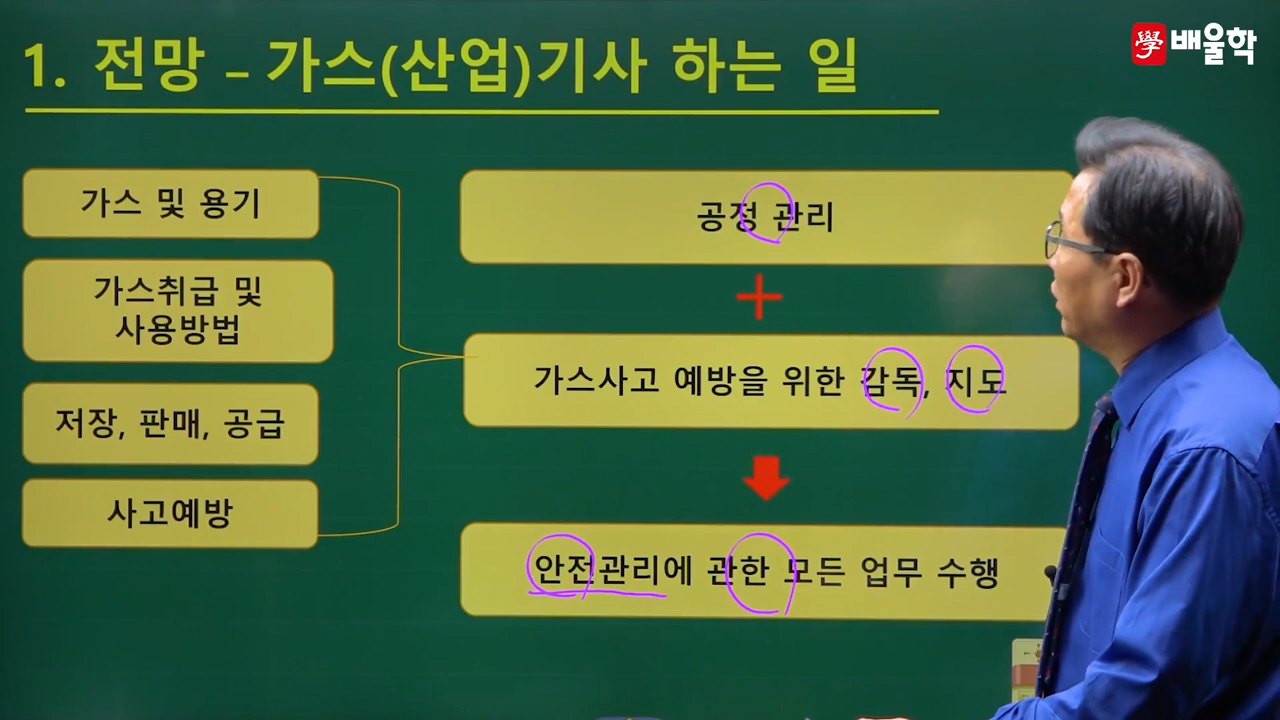 1. 전망 – 가스(산업)기사 하는 일
學 배울학
가스 및 용기
가스취급 및
사용방법
저장, 판매, 공급
사고예방
공정 관리
가스사고 예방을 위한 감독, 지도
안전관리에 관한 모든 업무 수행